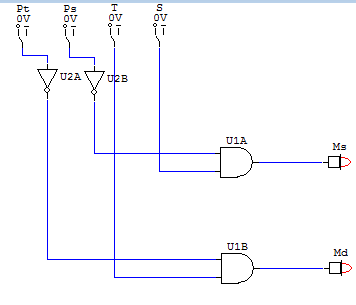 Pt Ps T S
0V 0V 0V 0V
U2A U2B
U1A
Ms
U1B
Md